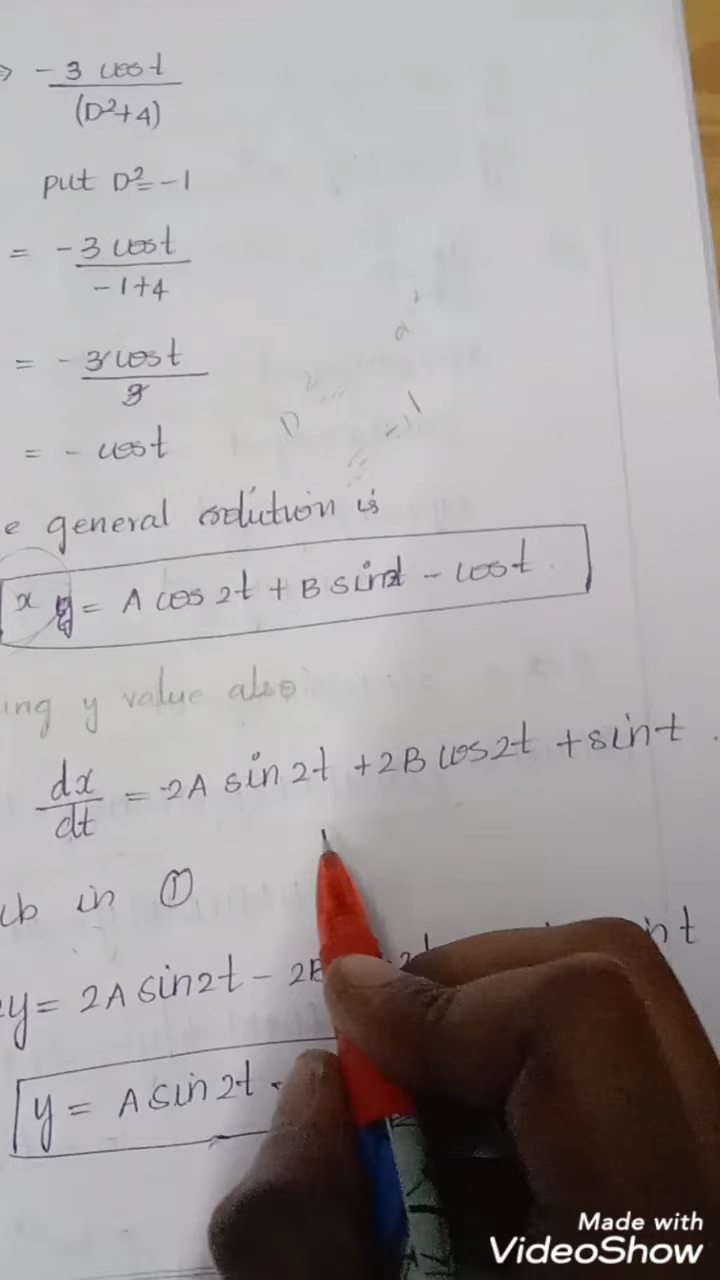 -3 cost
(D²+4)
put D²=-1
= -3 cost
-1+4
= -3 cost
3
= - cost
general solution is
x y = A cos 2t + B sin2t - cost.
y value also
dx = -2A sin 2t + 2B cos2t + sint.
dt
in ①
y = 2A sin2t - 2B
y = A sin 2t
Made with
VideoShow